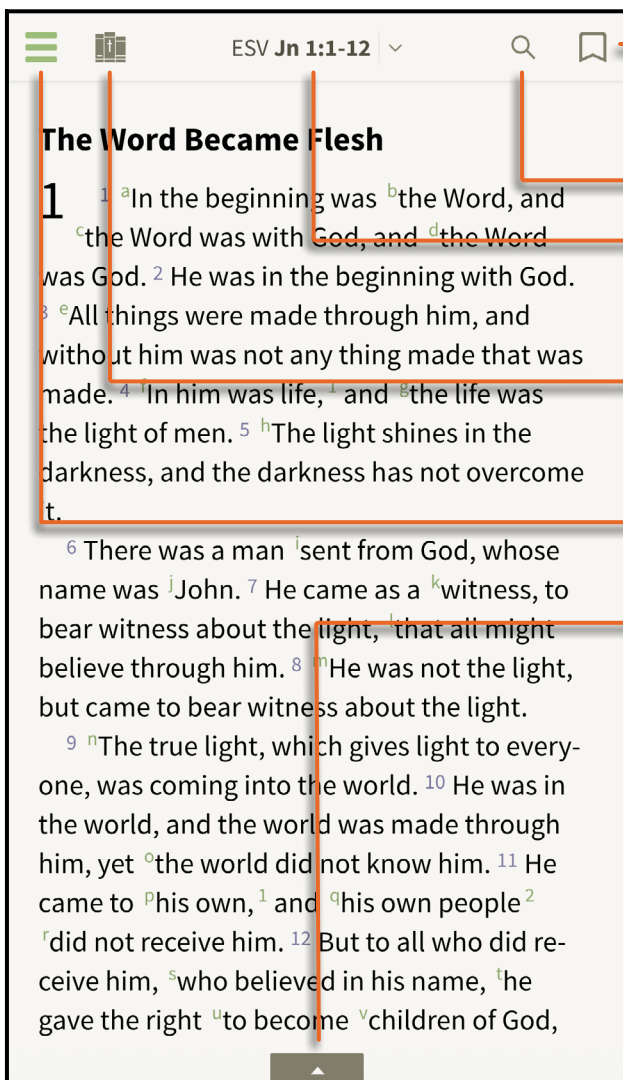 ESV Jn 1:1-12
The Word Became Flesh
1 1 aIn the beginning was bthe Word, and
cthe Word was with God, and dthe Word
was God. 2 He was in the beginning with God.
3 eAll things were made through him, and
without him was not any thing made that was
made. 4 fIn him was life, 1 and gthe life was
the light of men. 5 hThe light shines in the
darkness, and the darkness has not overcome
it.
6 There was a man isent from God, whose
name was jJohn. 7 He came as a kwitness, to
bear witness about the light, lthat all might
believe through him. 8 mHe was not the light,
but came to bear witness about the light.
9 nThe true light, which gives light to every-
one, was coming into the world. 10 He was in
the world, and the world was made through
him, yet othe world did not know him. 11 He
came to phis own, 1 and qhis own people 2
rdid not receive him. 12 But to all who did re-
ceive him, swho believed in his name, the
gave the right uto become vchildren of God,